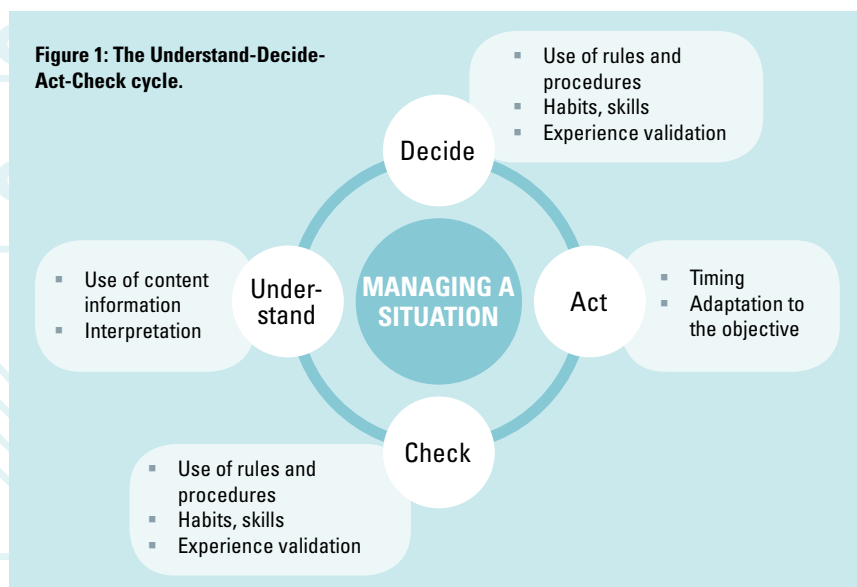 Figure 1: The Understand-Decide-
Act-Check cycle.
▪ Use of rules and
procedures
▪ Habits, skills
▪ Experience validation
Decide
▪ Use of content
information
▪ Interpretation
Under-
stand
MANAGING A
SITUATION
Act
▪ Timing
▪ Adaptation to
the objective
Check
▪ Use of rules and
procedures
▪ Habits, skills
▪ Experience validation